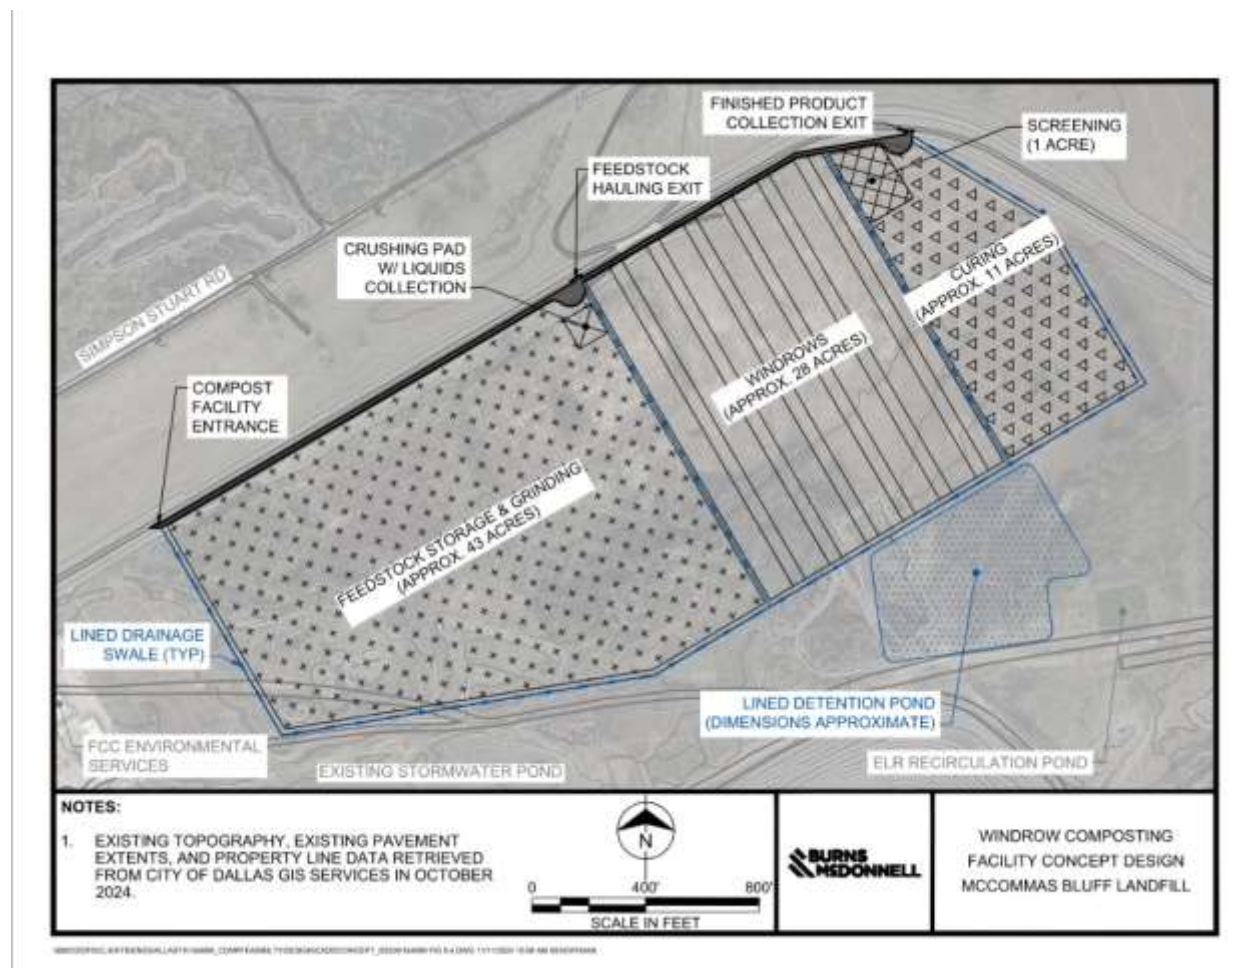 FINISHED PRODUCT
COLLECTION EXIT
SCREENING
(1 ACRE)
FEEDSTOCK
HAULING EXIT
CRUSHING PAD
W/ LIQUIDS
COLLECTION
SIMPSON STUART RD
CURING
(APPROX. 11 ACRES)
WINDROWS
(APPROX. 28 ACRES)
COMPOST
FACILITY
ENTRANCE
FEEDSTOCK STORAGE & GRINDING
(APPROX. 43 ACRES)
LINED DRAINAGE
SWALE (TYP)
LINED DETENTION POND
(DIMENSIONS APPROXIMATE)
FCC ENVIRONMENTAL
SERVICES
EXISTING STORMWATER POND
ELR RECIRCULATION POND
NOTES:
1. EXISTING TOPOGRAPHY, EXISTING PAVEMENT
EXTENTS, AND PROPERTY LINE DATA RETRIEVED
FROM CITY OF DALLAS GIS SERVICES IN OCTOBER
2024.
N
0 400' 800'
SCALE IN FEET
BURNS
MCDONNELL
WINDROW COMPOSTING
FACILITY CONCEPT DESIGN
MCCOMMAS BLUFF LANDFILL